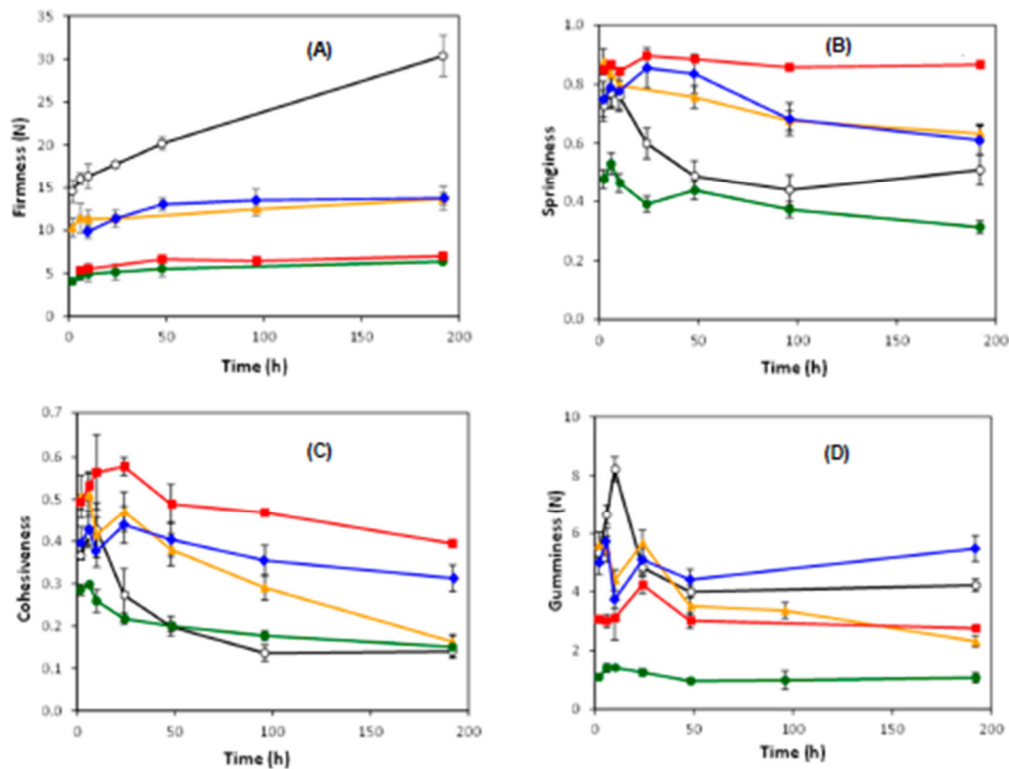 (A)
Firmness (N)
35
30
25
20
15
10
5
0
0 50 100 150 200
Time (h)
(B)
Springiness
1.0
0.8
0.6
0.4
0.2
0.0
0 50 100 150 200
Time (h)
(C)
Cohesiveness
0.7
0.6
0.5
0.4
0.3
0.2
0.1
0.0
0 50 100 150 200
Time (h)
(D)
Gumminess (N)
10
8
6
4
2
0
0 50 100 150 200
Time (h)